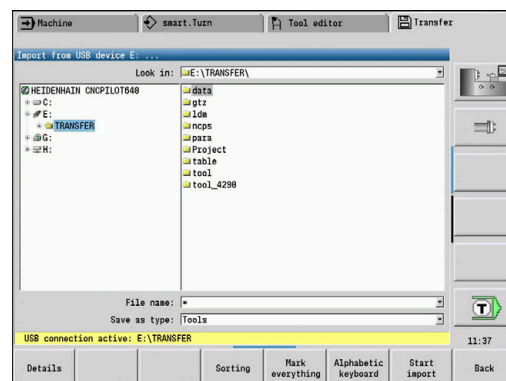 Machine
smart.Turn
Tool editor
Transfer
Import from USB device E: ...
Look in: E:\TRANSFER\
HEIDENHAIN CNCPILOT640
C:
E:
TRANSFER
G:
H:
data
gtz
ldm
ncps
para
Project
table
tool
tool_4290
File name: *
Save as type: Tools
USB connection active: E:\TRANSFER
11:37
T
Details
Sorting
Mark everything
Alphabetic keyboard
Start import
Back